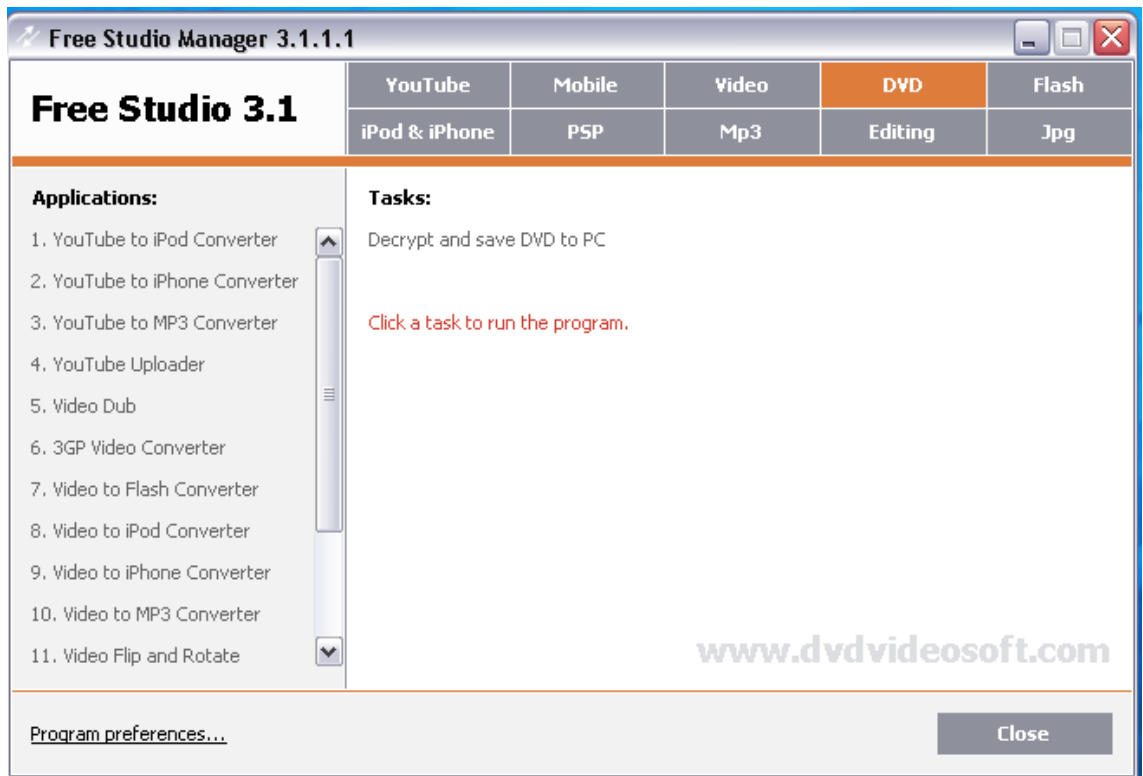 Free Studio Manager 3.1.1.1
Free Studio 3.1
YouTube Mobile Video DVD Flash
iPod & iPhone PSP Mp3 Editing Jpg
Applications:
1. YouTube to iPod Converter
2. YouTube to iPhone Converter
3. YouTube to MP3 Converter
4. YouTube Uploader
5. Video Dub
6. 3GP Video Converter
7. Video to Flash Converter
8. Video to iPod Converter
9. Video to iPhone Converter
10. Video to MP3 Converter
11. Video Flip and Rotate
Tasks:
Decrypt and save DVD to PC
Click a task to run the program.
www.dvdvideosoft.com
Program preferences...
Close